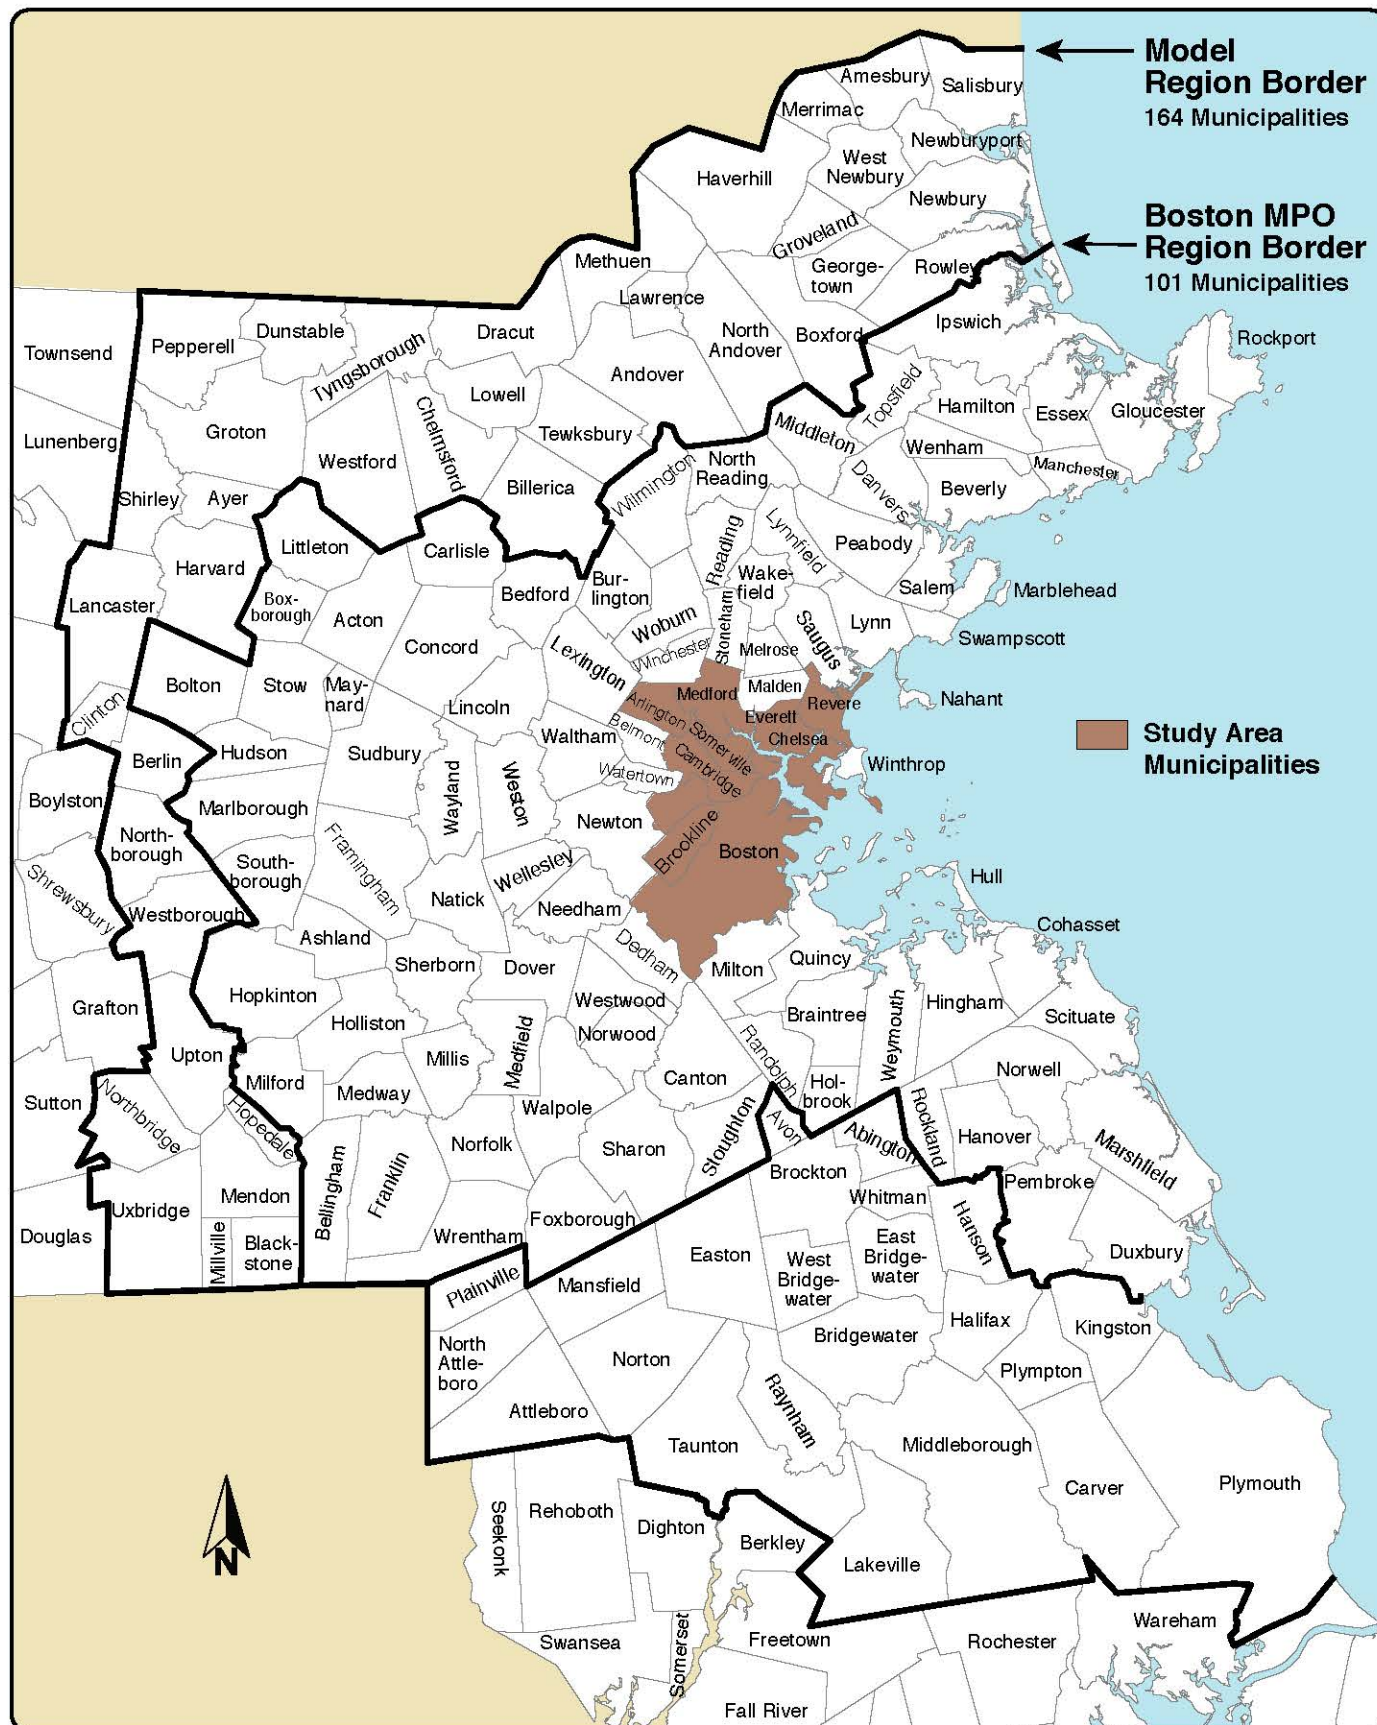 Model
Region Border
164 Municipalities
Boston MPO
Region Border
101 Municipalities
Study Area
Municipalities
Amesbury
Salisbury
Merrimac
Newburyport
West
Newbury
Haverhill
Newbury
Groveland
Methuen
George-
town
Rowley
Lawrence
Ipswich
Dunstable
Dracut
North
Andover
Boxford
Rockport
Townsend
Pepperell
Tyngsborough
Andover
Topsfield
Lowell
Hamilton
Essex
Gloucester
Lunenberg
Groton
Chelmsford
Tewksbury
Middleton
Wenham
Westford
North
Reading
Manchester
Wilmington
Danvers
Beverly
Shirley
Ayer
Billerica
Littleton
Carlisle
Reading
Lynnfield
Peabody
Harvard
Bedford
Bur-
lington
Wake-
field
Salem
Marblehead
Lancaster
Box-
borough
Acton
Concord
Woburn
Stoneham
Saugus
Lynn
Swampscott
Lexington
Winchester
Melrose
Bolton
Stow
May-
nard
Medford
Malden
Revere
Nahant
Clinton
Lincoln
Arlington
Somerville
Everett
Chelsea
Waltham
Belmont
Cambridge
Berlin
Hudson
Sudbury
Winthrop
Watertown
Boylston
Marlborough
Wayland
Weston
Newton
North-
borough
Framingham
Brookline
Boston
South-
borough
Wellesley
Hull
Shrewsbury
Natick
Needham
Westborough
Cohasset
Ashland
Dedham
Sherborn
Dover
Milton
Quincy
Grafton
Hopkinton
Westwood
Braintree
Weymouth
Hingham
Holliston
Norwood
Scituate
Upton
Millis
Medfield
Randolph
Norwell
Milford
Medway
Canton
Hol-
brook
Sutton
Northbridge
Hopedale
Walpole
Stoughton
Avon
Rockland
Norfolk
Sharon
Abington
Hanover
Marshfield
Bellingham
Franklin
Brockton
Pembroke
Uxbridge
Mendon
Whitman
Hanson
Douglas
Millville
Black-
stone
Wrentham
Foxborough
Easton
West
Bridge-
water
East
Bridge-
water
Duxbury
Plainville
Mansfield
Bridgewater
Halifax
Kingston
North
Attle-
boro
Norton
Plympton
Raynham
Attleboro
Taunton
Middleborough
Carver
Plymouth
Seekonk
Rehoboth
Dighton
Berkley
Lakeville
N
Swansea
Somerset
Freetown
Rochester
Wareham
Fall River